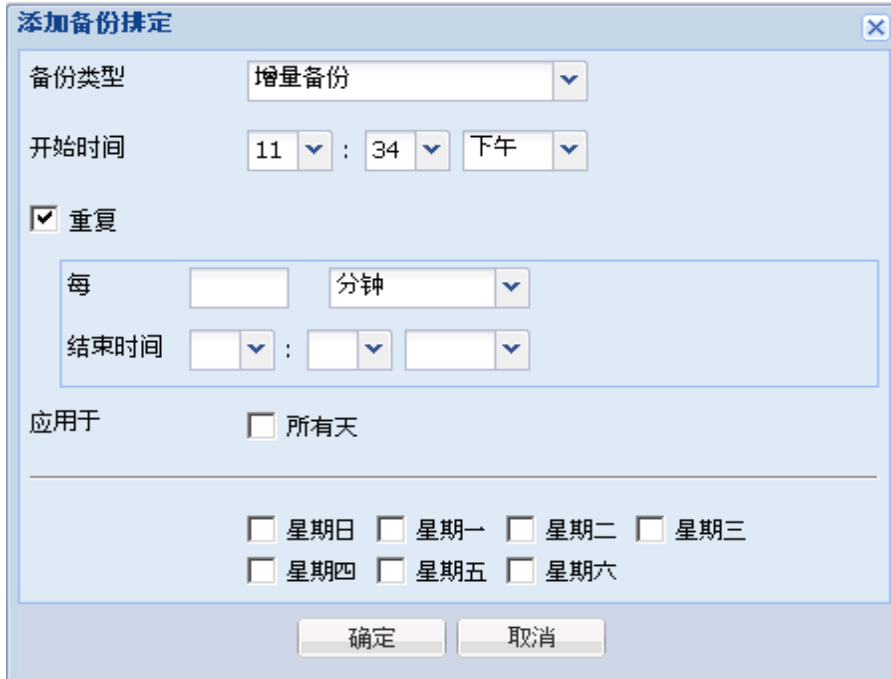 添加备份排定
备份类型 增量备份
开始时间 11 : 34 下午
重复
每 分钟
结束时间 :
应用于 所有天
星期日 星期一 星期二 星期三
星期四 星期五 星期六
确定 取消